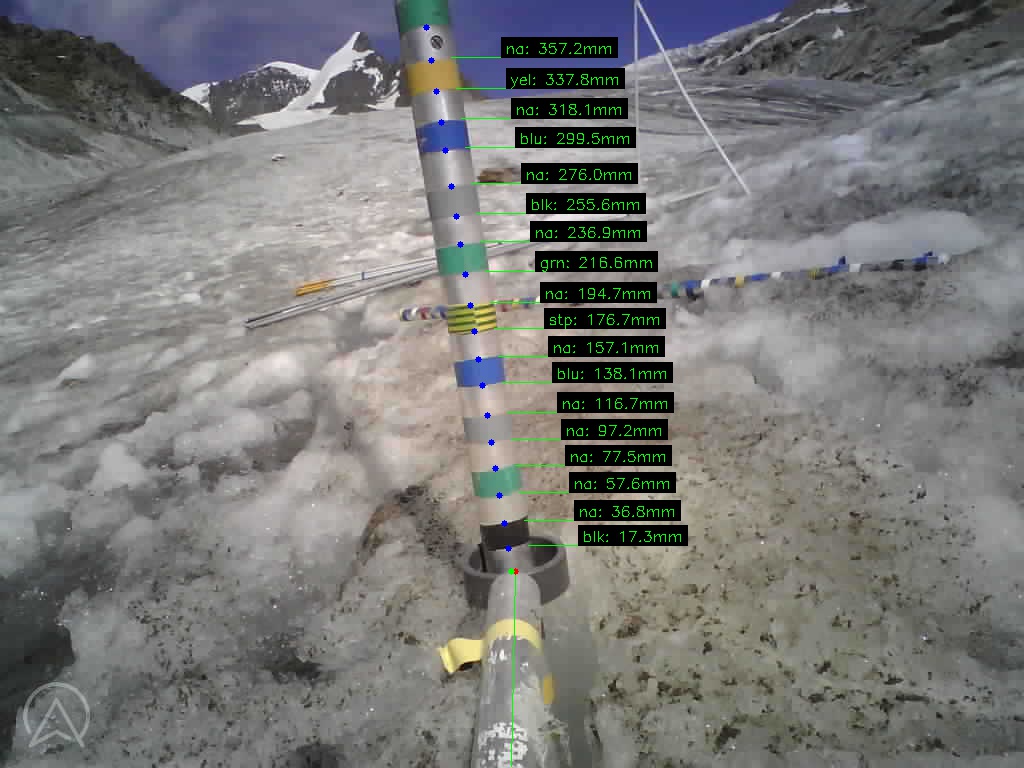 na: 357.2mm
yel: 337.8mm
na: 318.1mm
blu: 299.5mm
na: 276.0mm
blk: 255.6mm
na: 236.9mm
grn: 216.6mm
na: 194.7mm
stp: 176.7mm
na: 157.1mm
blu: 138.1mm
na: 116.7mm
na: 97.2mm
na: 77.5mm
na: 57.6mm
na: 36.8mm
blk: 17.3mm